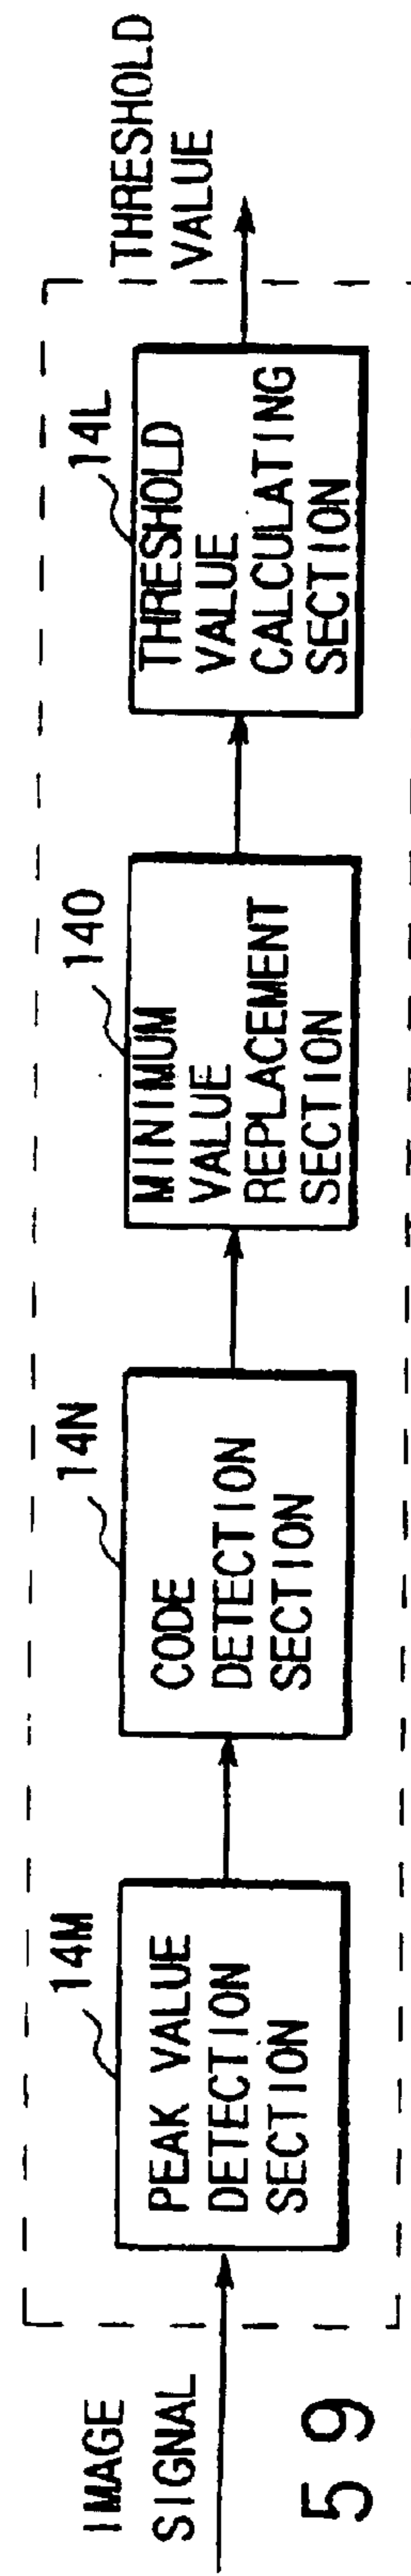 IMAGE
SIGNAL
14M
PEAK VALUE
DETECTION
SECTION
14N
CODE
DETECTION
SECTION
14O
MINIMUM
VALUE
REPLACEMENT
SECTION
14L
THRESHOLD
VALUE
CALCULATING
SECTION
THRESHOLD
VALUE
59